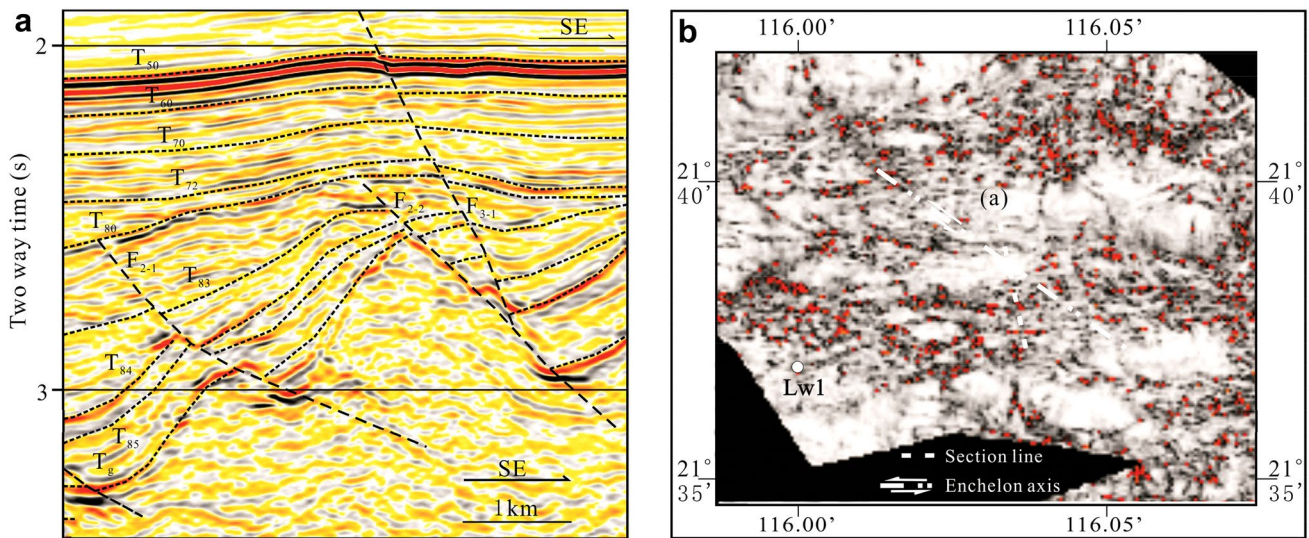 a
SE
2
T50
T60
T70
T72
T80
F2-2
F3-1
F2-1
T83
T84
T85
Tg
3
Two way time (s)
SE
1km
b
116.00’
116.05’
21°
40’
21°
40’
(a)
Lw1
Section line
Enchelon axis
21°
35’
21°
35’
116.00’
116.05’